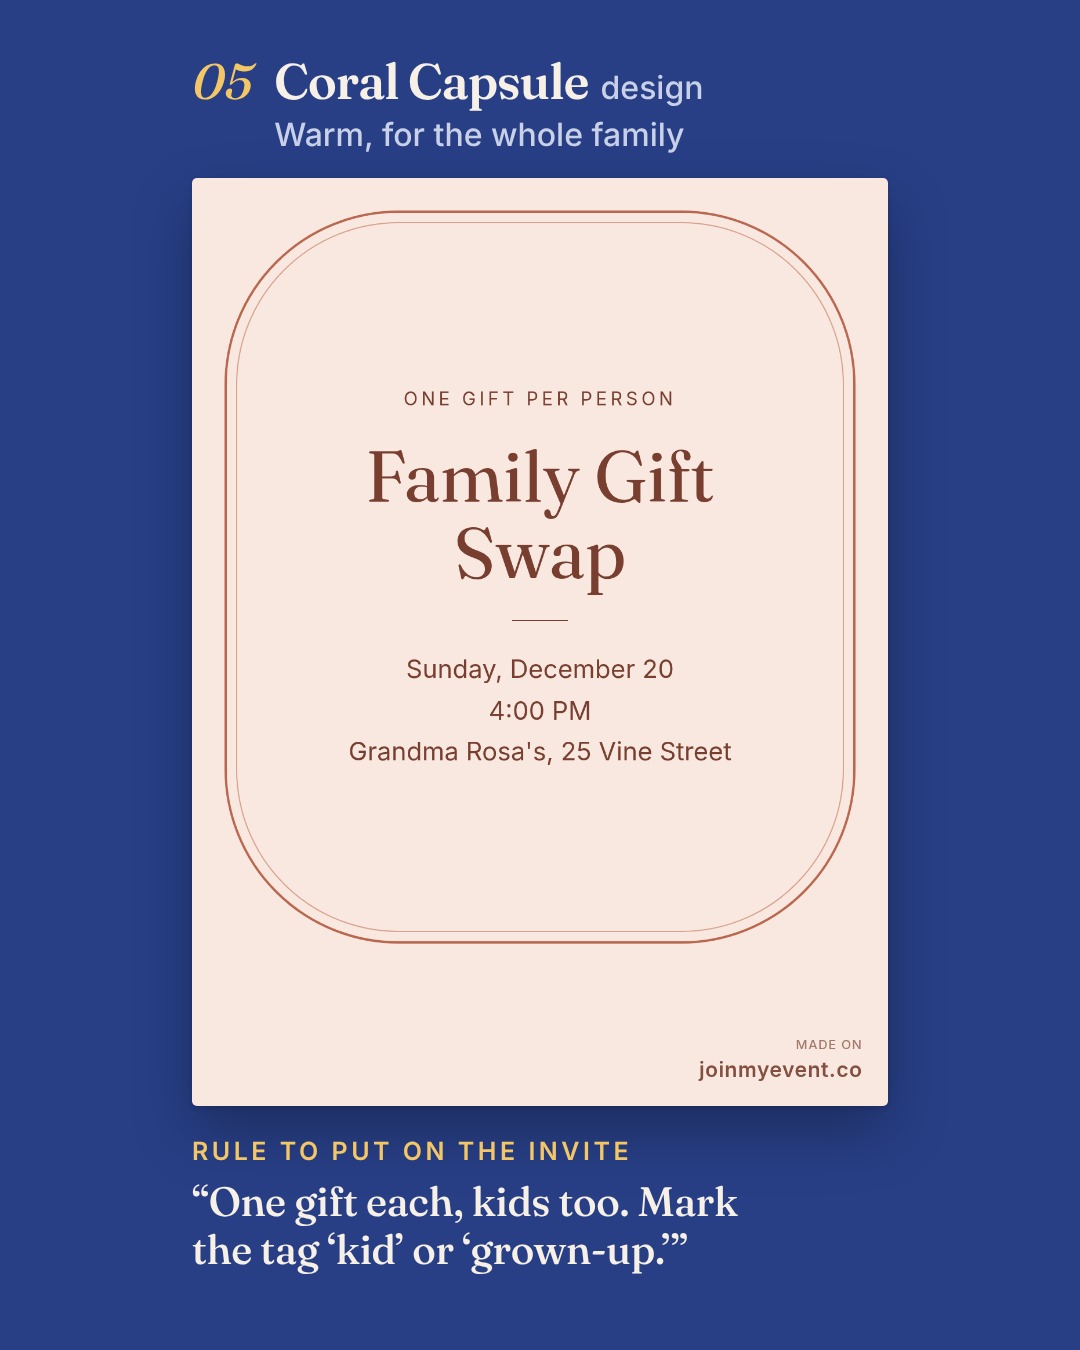 05 Coral Capsule design
Warm, for the whole family
ONE GIFT PER PERSON
Family Gift
Swap
Sunday, December 20
4:00 PM
Grandma Rosa's, 25 Vine Street
MADE ON
joinmyevent.co
RULE TO PUT ON THE INVITE
“One gift each, kids too. Mark
the tag ‘kid’ or ‘grown-up.’”